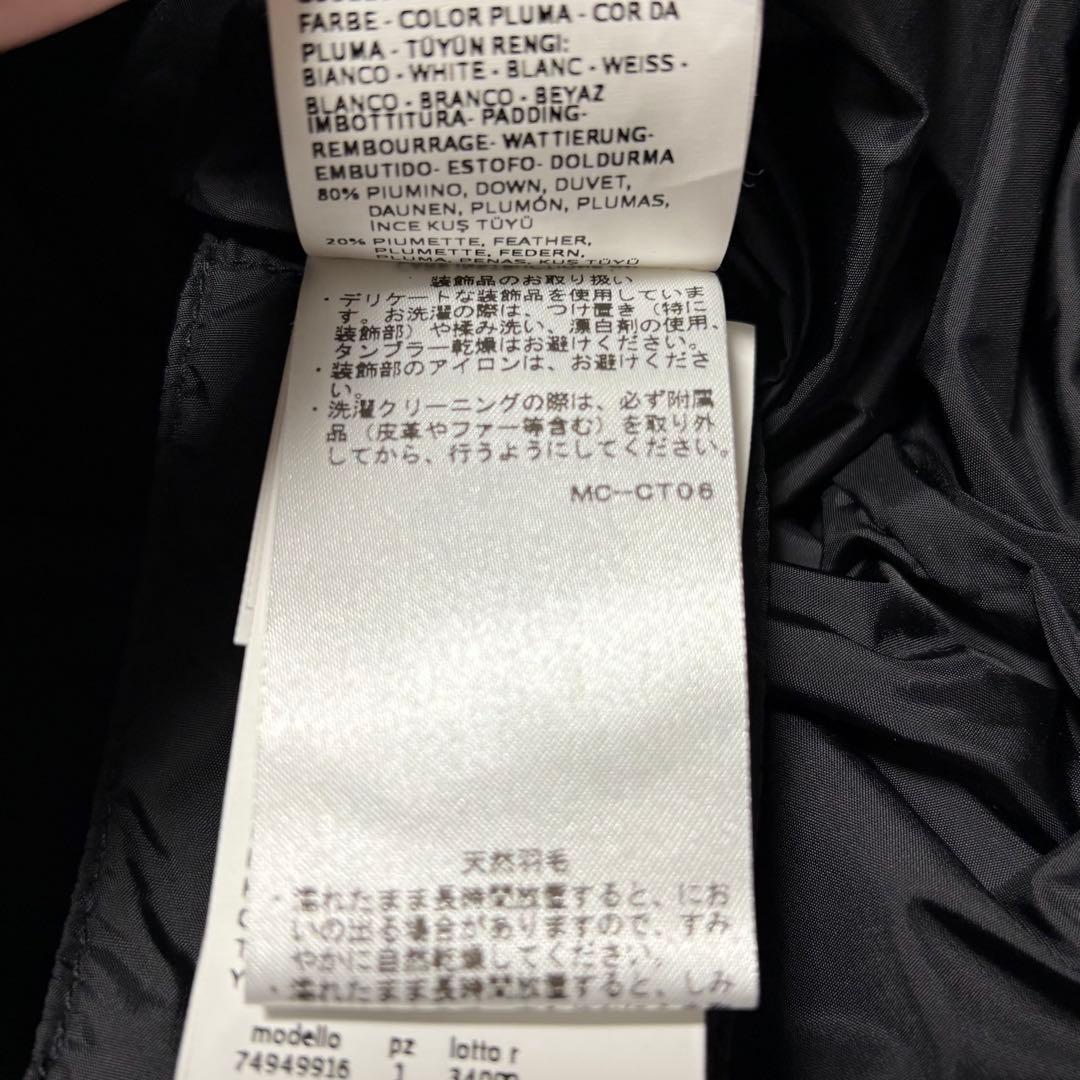 FARBE - COLOR PLUMA - COR DA
PLUMA - TÜYÜN RENGI:
BIANCO - WHITE - BLANC - WEISS -
BLANCO - BRANCO - BEYAZ
IMBOTTITURA- PADDING-
REMBOURRAGE- WATTIERUNG-
EMBUTIDO- ESTOFO- DOLDURMA
80% PIUMINO, DOWN, DUVET,
DAUNEN, PLUMÓN, PLUMAS,
İNCE KUŞ TÜYÜ
20% PIUMETTE, FEATHER,
PLUMETTE, FEDERN,
PLUMA, PENAS, KUŞ TÜYÜ
装飾品のお取り扱い
・デリケートな装飾品を使用していま
す。お洗濯の際は、つけ置き（特に
装飾部）や揉み洗い、漂白剤の使用、
タンブラー乾燥はお避けください。
・装飾部のアイロンは、お避けくださ
い。
・洗濯クリーニングの際は、必ず附属
品（皮革やファー等含む）を取り外
してから、行うようにしてください。
MC-CT06
天然羽毛
・濡れたまま長時間放置すると、にお
いの出る場合がありますので、すみ
やかに自然乾燥してください。
・濡れたまま長時間放置すると、しみ
modello pz lotto r
74949916 1